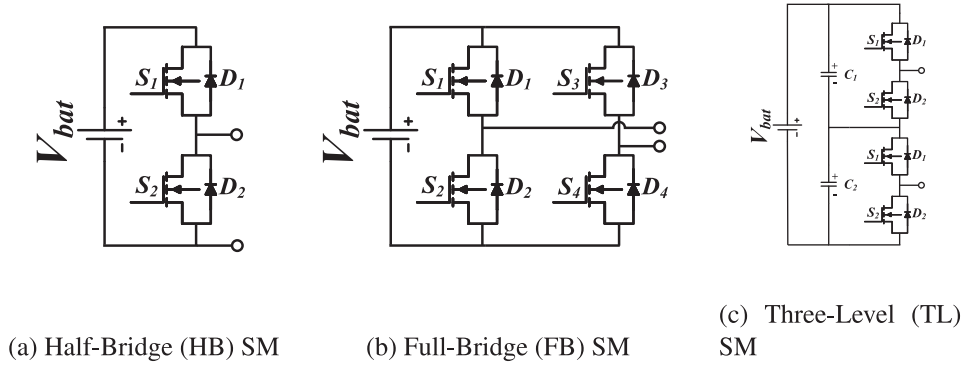 V_bat
+
-
S_1
D_1
S_2
D_2
V_bat
+
-
S_1
D_1
S_3
D_3
S_2
D_2
S_4
D_4
V_bat
+
-
+
C_1
-
+
C_2
-
S_1
D_1
S_2
D_2
S_1
D_1
S_2
D_2
(a) Half-Bridge (HB) SM
(b) Full-Bridge (FB) SM
(c) Three-Level (TL)
SM